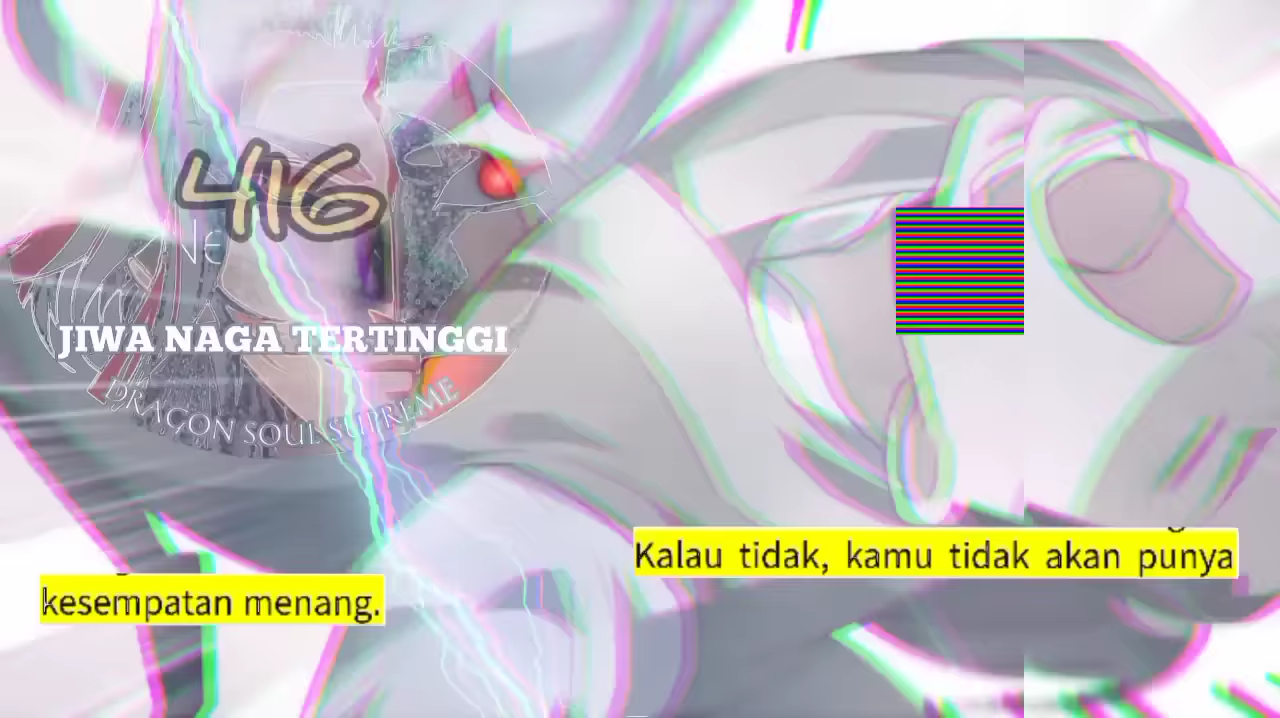 416
JIWA NAGA TERTINGGI
DRAGON SOUL SUPREME
Kalau tidak, kamu tidak akan punya
kesempatan menang.